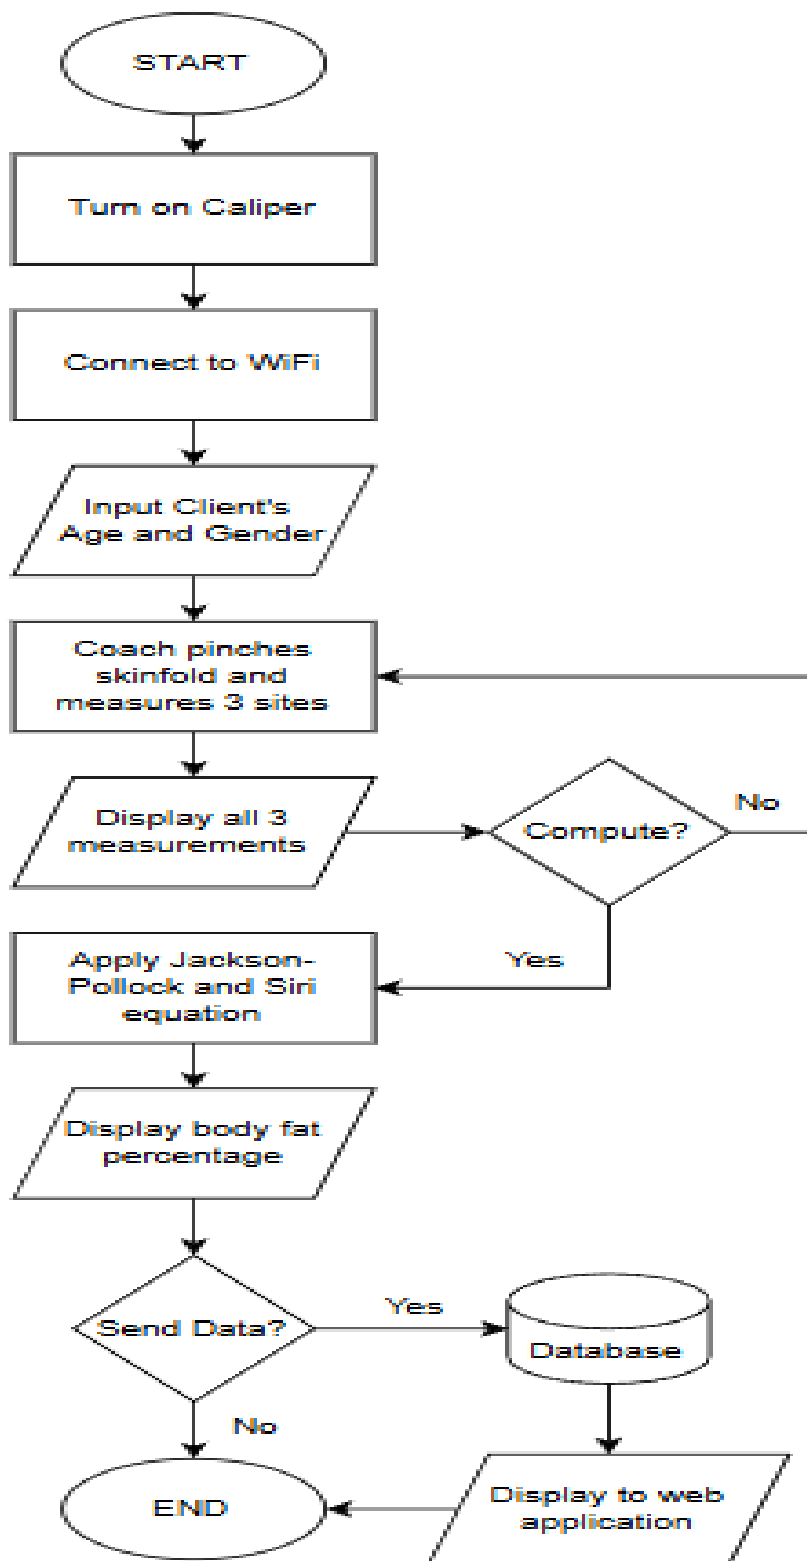 START
Turn on Caliper
Connect to WiFi
Input Client's
Age and Gender
Coach pinches
skinfold and
measures 3 sites
Display all 3
measurements
Compute?
No
Yes
Apply Jackson-
Pollock and Siri
equation
Display body fat
percentage
Send Data?
Yes
Database
No
END
Display to web
application